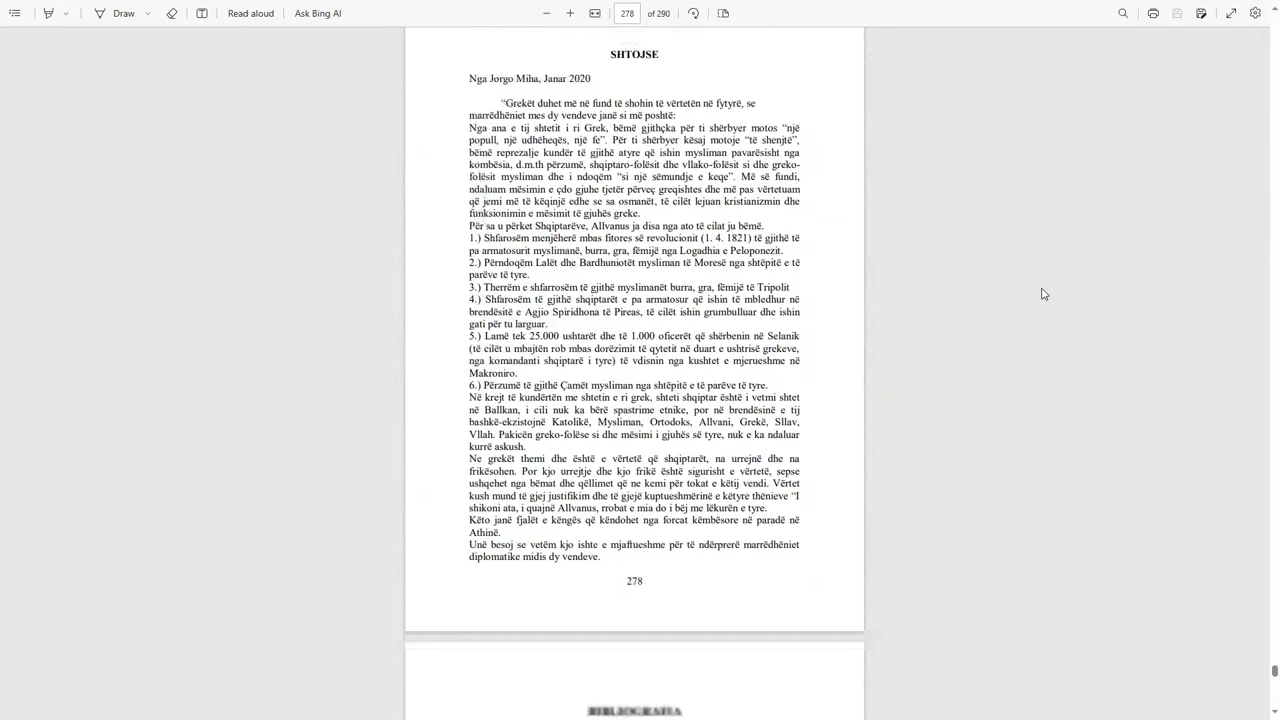 Draw
Read aloud
Ask Bing AI
278
of 290
SHTOJSE
Nga Jorgo Miha, Janar 2020
“Grekët duhet më në fund të shohin të vërtetën në fytyrë, se
marrëdhëniet mes dy vendeve janë si më poshtë:
Nga ana e tij shtetit i ri Grek, bëmë gjithçka për ti shërbyer motos “një
popull, një udhëheqës, një fe”. Për ti shërbyer kësaj motoje “të shenjtë”,
bëmë reprezalje kundër të gjithë atyre që ishin mysliman pavarësisht nga
kombësia, d.m.th përzumë, shqiptaro-folësit dhe vllako-folësit si dhe greko-
folësit mysliman dhe i ndoqëm “si një sëmundje e keqe”. Më së fundi,
ndaluam mësimin e çdo gjuhe tjetër përveç greqishtes dhe më pas vërtetuam
që jemi më të këqinjë edhe se sa osmanët, të cilët lejuan kristianizmin dhe
funksionimin e mësimit të gjuhës greke.
Për sa u përket Shqiptarëve, Allvanus ja disa nga ato të cilat ju bëmë.
1.) Shfarosëm menjëherë mbas fitores së revolucionit (1. 4. 1821) të gjithë të
pa armatosurit myslimanë, burra, gra, fëmijë nga Logadhia e Peloponezit.
2.) Përndoqëm Lalët dhe Bardhuniotët mysliman të Moresë nga shtëpitë e të
parëve të tyre.
3.) Therrëm e shfarrosëm të gjithë myslimanët burra, gra, fëmijë të Tripolit
4.) Shfarosëm të gjithë shqiptarët e pa armatosur që ishin të mbledhur në
brendësitë e Agjio Spiridhona të Pireas, të cilët ishin grumbulluar dhe ishin
gati për tu larguar.
5.) Lamë tek 25.000 ushtarët dhe të 1.000 oficerët që shërbenin në Selanik
(të cilët u mbajtën rob mbas dorëzimit të qytetit në duart e ushtrisë grekeve,
nga komandanti shqiptarë i tyre) të vdisnin nga kushtet e mjerueshme në
Makroniro.
6.) Përzumë të gjithë Çamët mysliman nga shtëpitë e të parëve të tyre.
Në krejt të kundërtën me shtetin e ri grek, shteti shqiptar është i vetmi shtet
në Ballkan, i cili nuk ka bërë spastrime etnike, por në brendësinë e tij
bashkë-ekzistojnë Katolikë, Mysliman, Ortodoks, Allvani, Grekë, Sllav,
Vllah. Pakicën greko-folëse si dhe mësimi i gjuhës së tyre, nuk e ka ndaluar
kurrë askush.
Ne grekët themi dhe është e vërtetë që shqiptarët, na urrejnë dhe na
frikësohen. Por kjo urrejtje dhe kjo frikë është sigurisht e vërtetë, sepse
ushqehet nga bëmat dhe qëllimet që ne kemi për tokat e këtij vendi. Vërtet
kush mund të gjej justifikim dhe të gjejë kuptueshmërinë e këtyre thënieve “I
shikoni ata, i quajnë Allvanus, rrobat e mia do i bëj me lëkurën e tyre.
Këto janë fjalët e këngës që këndohet nga forcat këmbësore në paradë në
Athinë.
Unë besoj se vetëm kjo ishte e mjaftueshme për të ndërprerë marrëdhëniet
diplomatike midis dy vendeve.
278
BIBLIOGRAFIA